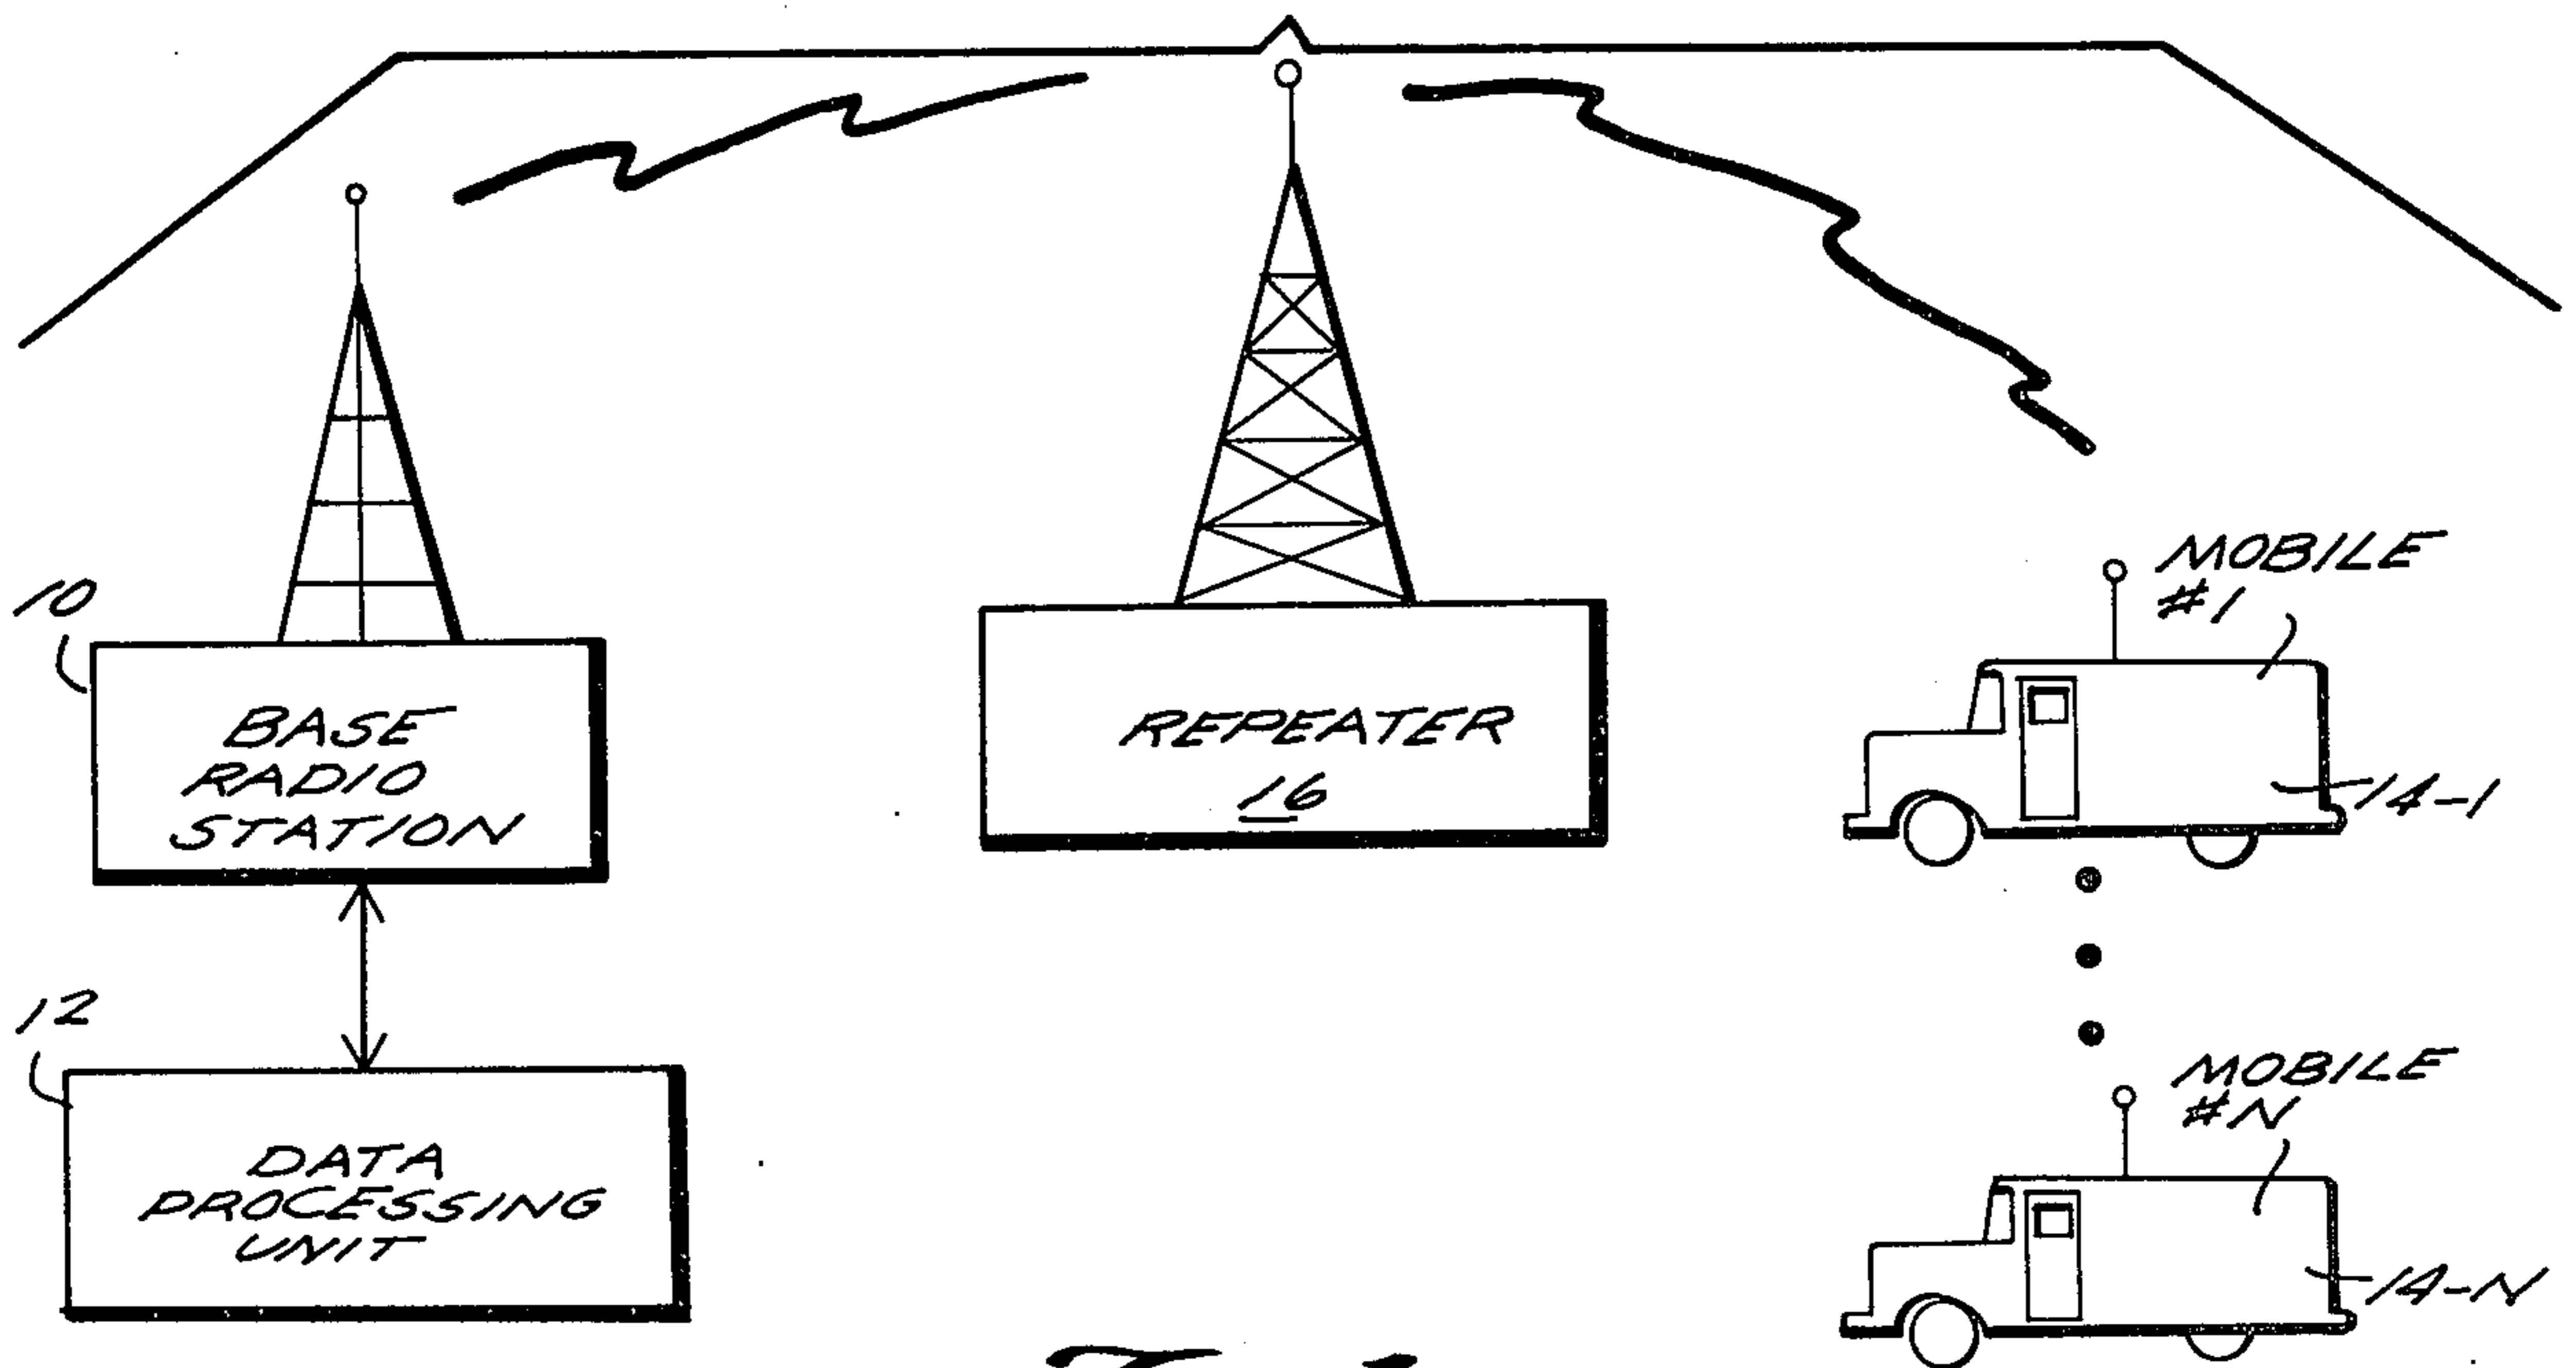 10
BASE
RADIO
STATION
REPEATER
16
MOBILE
#1
14-1
12
DATA
PROCESSING
UNIT
MOBILE
#N
14-N